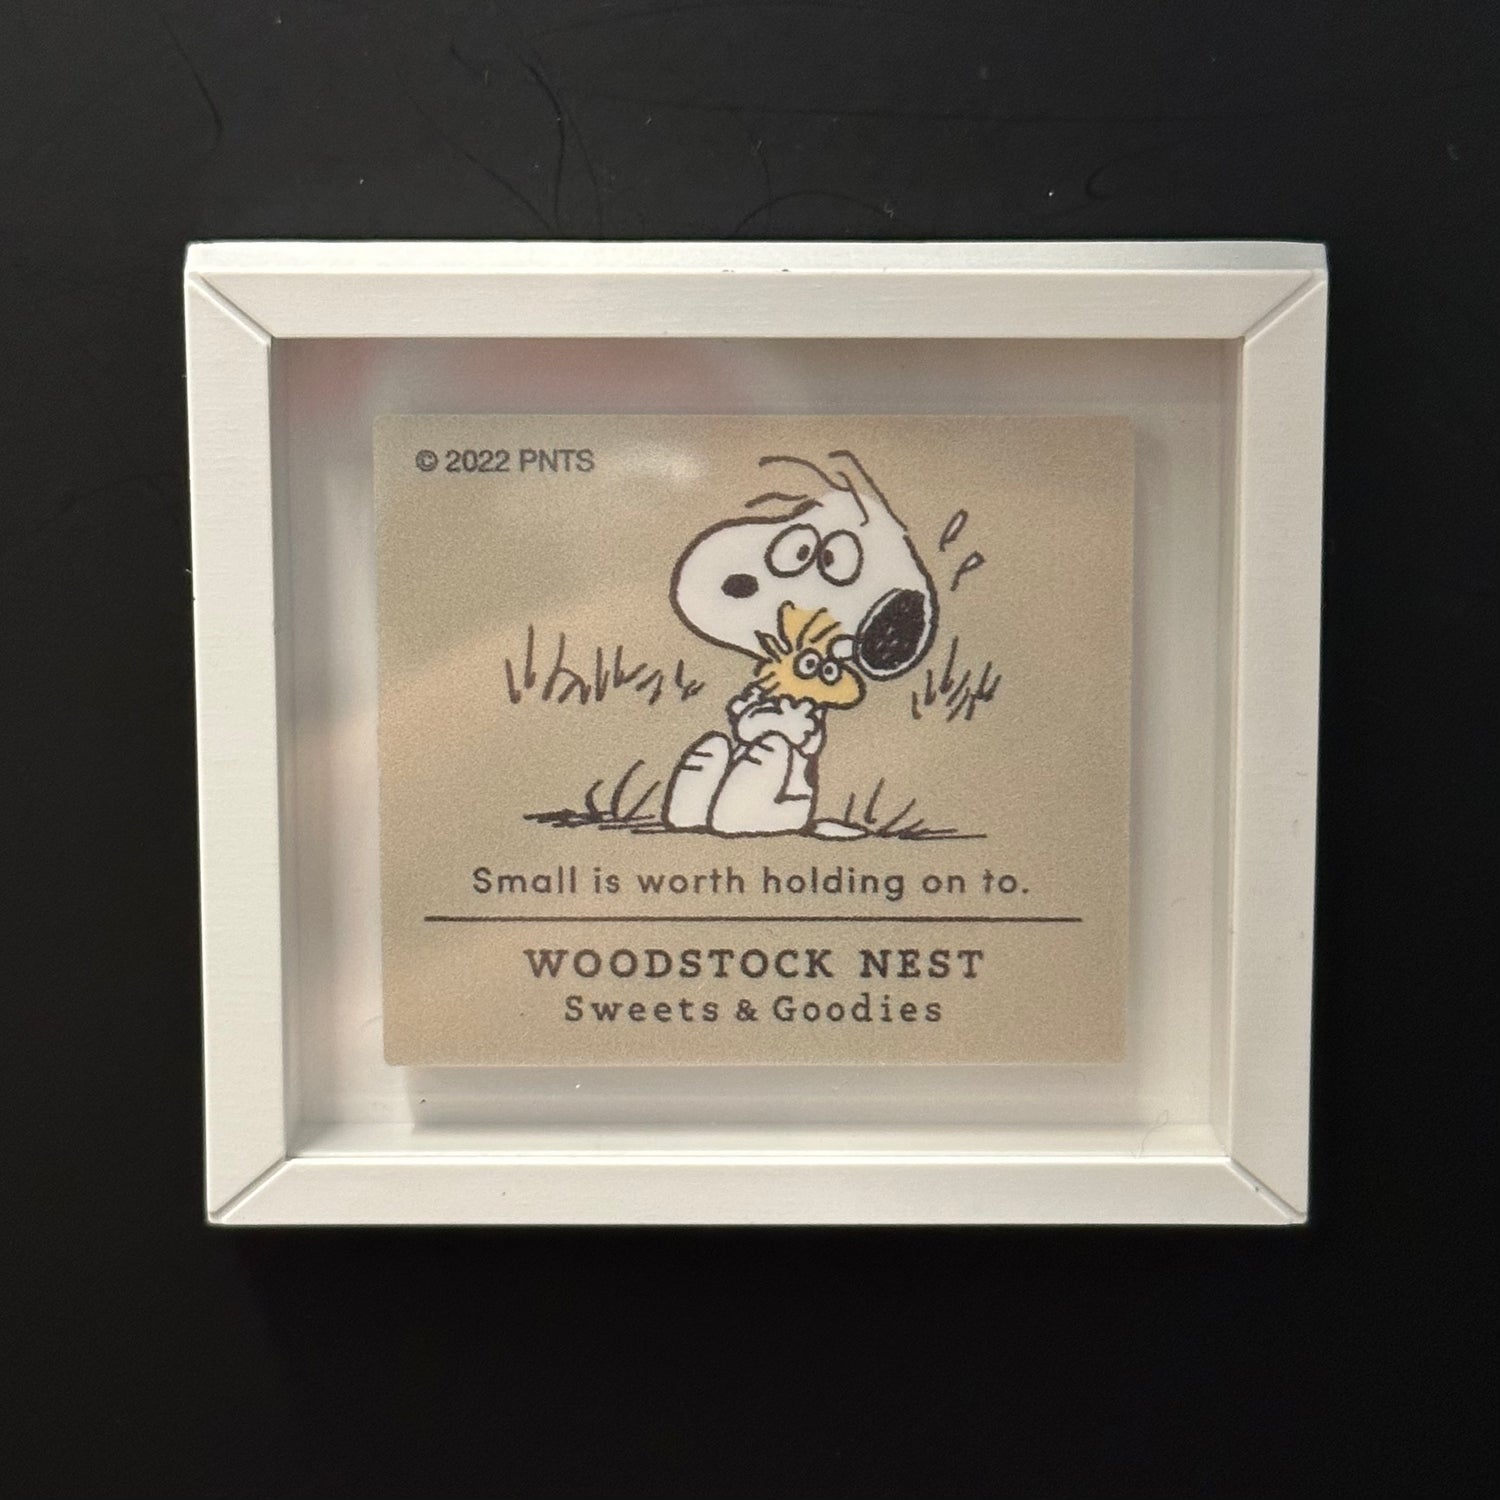 © 2022 PNTS
Small is worth holding on to.
WOODSTOCK NEST
Sweets & Goodies